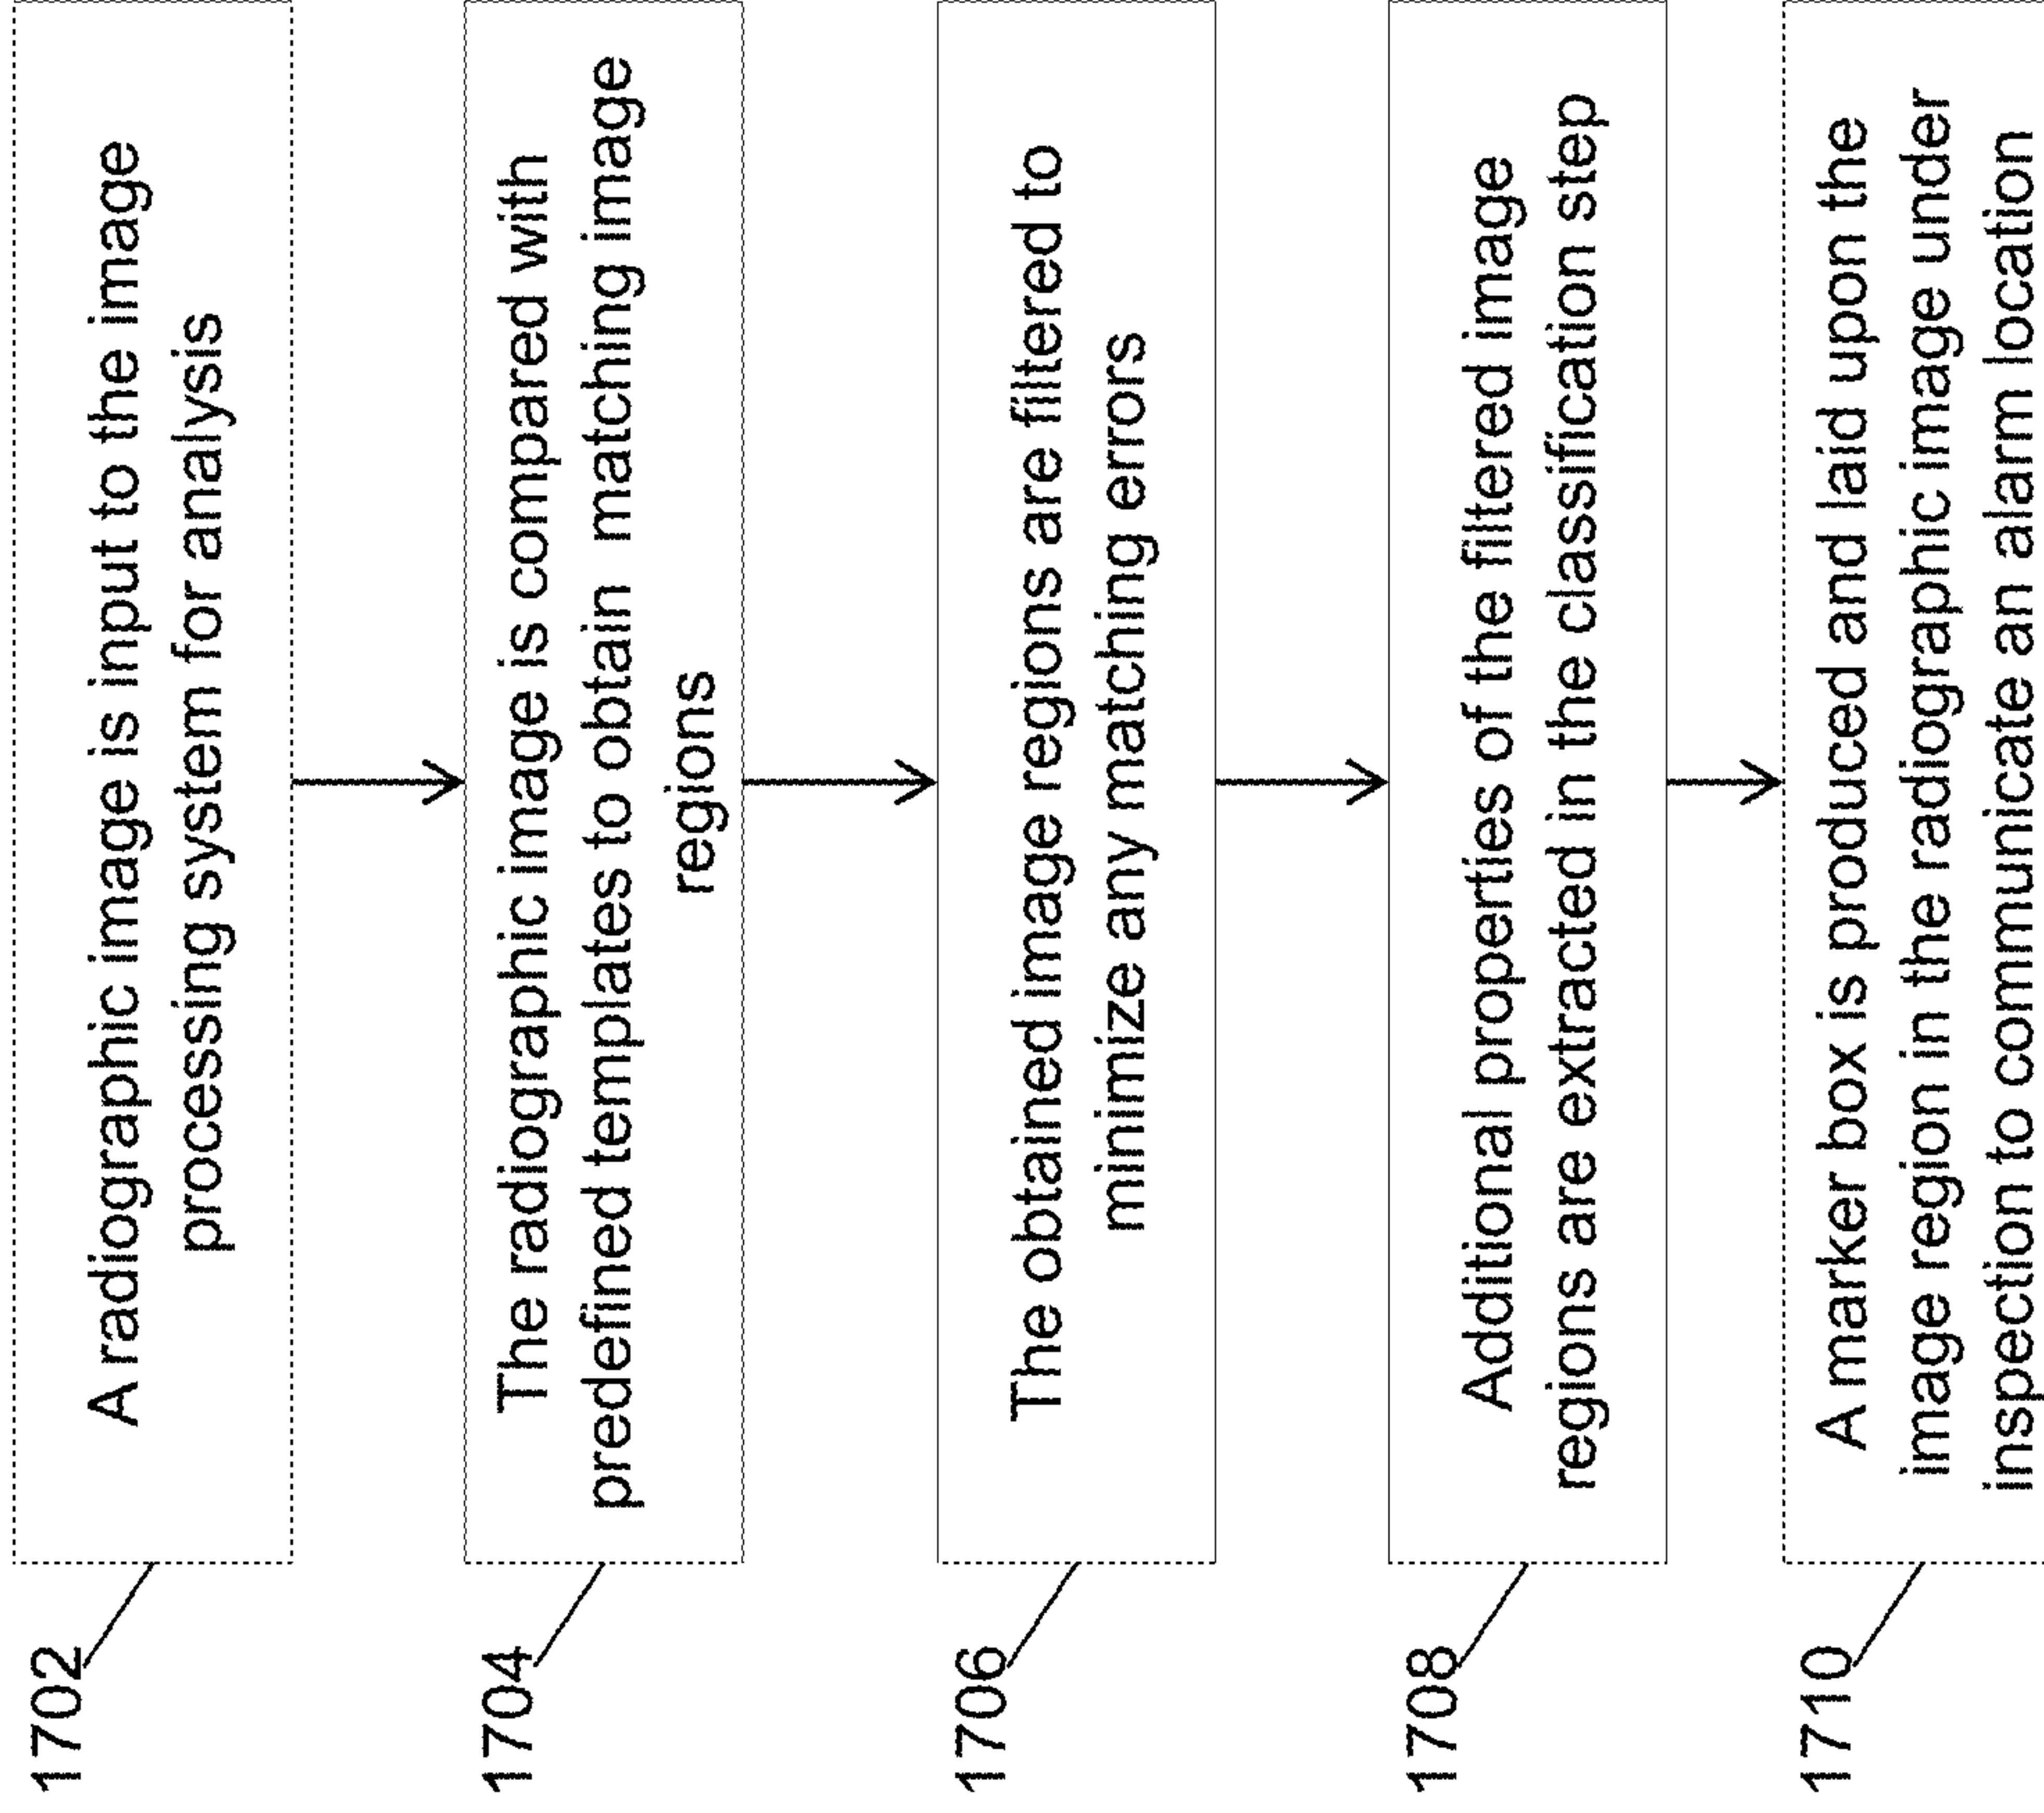 1702
A radiographic image is input to the image
processing system for analysis
1704
The radiographic image is compared with
predefined templates to obtain matching image
regions
1706
The obtained image regions are filtered to
minimize any matching errors
1708
Additional properties of the filtered image
regions are extracted in the classification step
1710
A marker box is produced and laid upon the
image region in the radiographic image under
inspection to communicate an alarm location